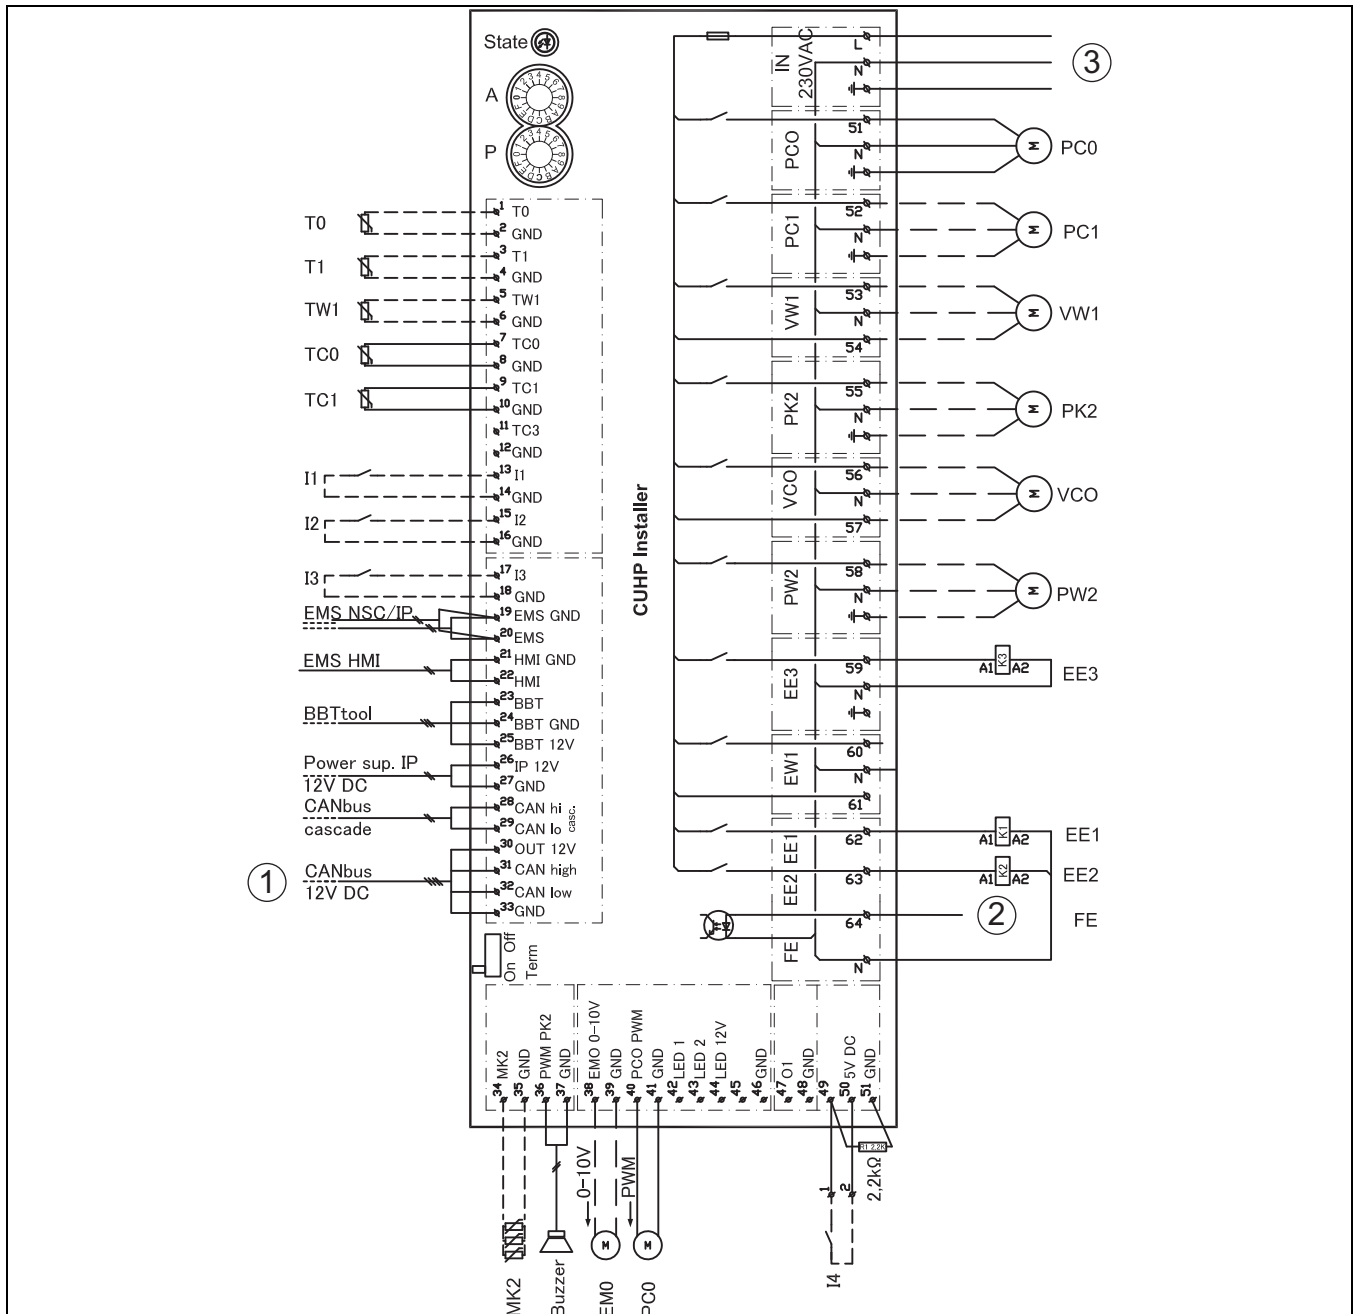 State
A
P
0123456789ABCDEF
0123456789ABCDEF
T0
1 T0
2 GND
T1
3 T1
4 GND
TW1
5 TW1
6 GND
TC0
7 TC0
8 GND
TC1
9 TC1
10 GND
11 TC3
12 GND
I1
13 I1
14 GND
I2
15 I2
16 GND
I3
17 I3
18 GND
EMS NSC/IP
19 EMS GND
20 EMS
EMS HMI
21 HMI GND
22 HMI
BBTtool
23 BBT
24 BBT GND
25 BBT 12V
Power sup. IP
12V DC
26 IP 12V
27 GND
CANbus
cascade
28 CAN hi
29 CAN lo
casc.
1
CANbus
12V DC
30 OUT 12V
31 CAN high
32 CAN low
33 GND
On Off
Term
CUHP Installer
IN
230VAC
L
N
3
PCO
51
N
M
PC0
PC1
52
N
M
PC1
VW1
53
N
54
M
VW1
PK2
55
N
M
PK2
VCO
56
N
57
M
VCO
PW2
58
N
M
PW2
EE3
59
N
A1 K3 A2
EE3
EW1
60
N
61
EE1
62
A1 K1 A2
EE1
EE2
63
A1 K2 A2
EE2
FE
64
N
2
FE
34 MK2
35 GND
36 PWM PK2
37 GND
38 EMO 0-10V
39 GND
40 PCO PWM
41 GND
42 LED 1
43 LED 2
44 LED 12V
45
46 GND
47 O1
48 GND
49
50 5V DC
51 GND
R1 2.2K
2,2kΩ
1
2
0-10V
PWM
M
M
MK2
Buzzer
EM0
PC0
I4